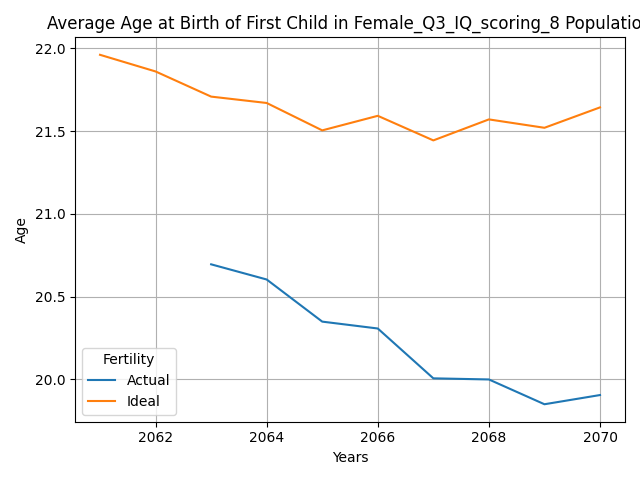 Average Age at Birth of First Child in Female_Q3_IQ_scoring_8 Populatio
22.0
21.5
21.0
20.5
20.0
Age
Fertility
Actual
Ideal
2062 2064 2066 2068 2070
Years